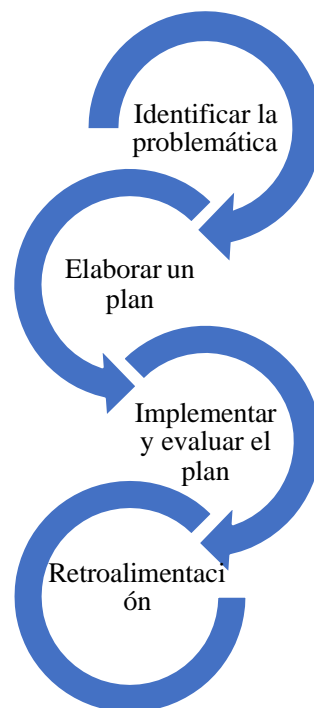 Identificar la
problemática
Elaborar un
plan
Implementar
y evaluar el
plan
Retroalimentaci
ón